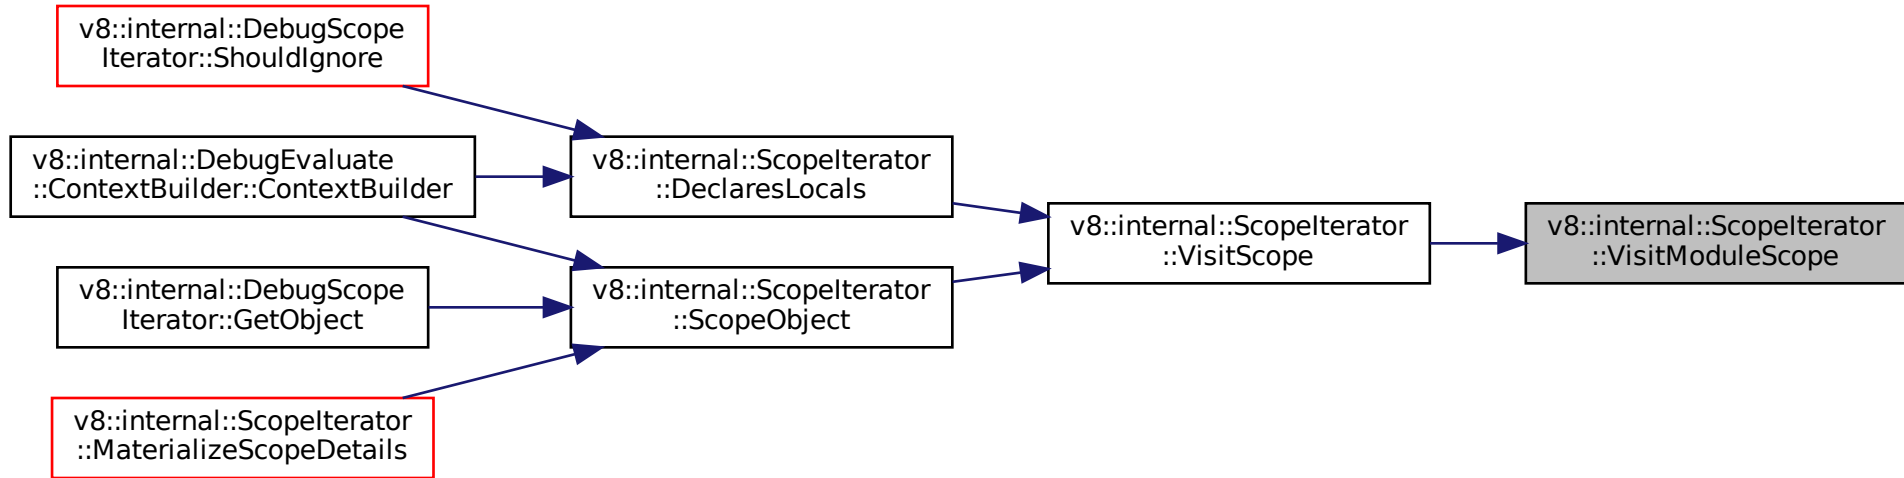 v8::internal::DebugScope
Iterator::ShouldIgnore
v8::internal::DebugEvaluate
::ContextBuilder::ContextBuilder
v8::internal::DebugScope
Iterator::GetObject
v8::internal::ScopeIterator
::MaterializeScopeDetails
v8::internal::ScopeIterator
::DeclaresLocals
v8::internal::ScopeIterator
::ScopeObject
v8::internal::ScopeIterator
::VisitScope
v8::internal::ScopeIterator
::VisitModuleScope